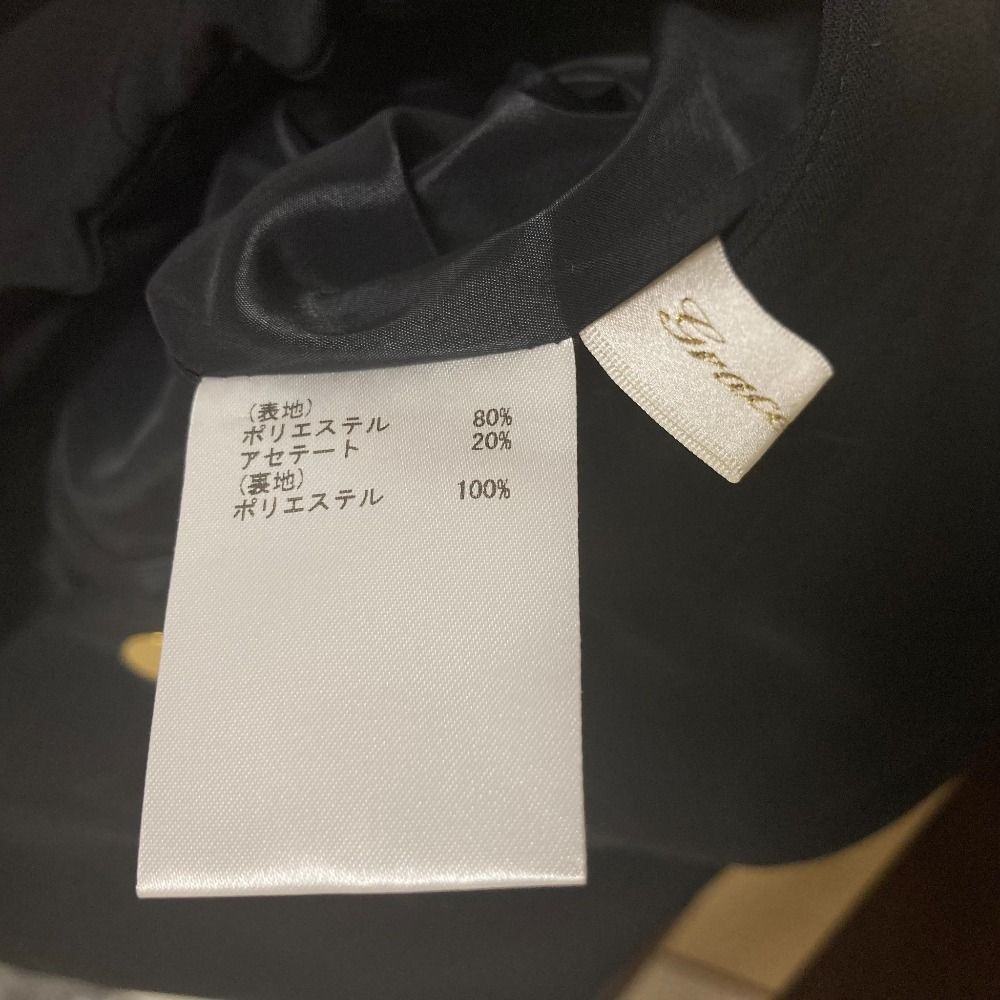 (表地)
ポリエステル 80%
アセテート 20%
(裏地)
ポリエステル 100%